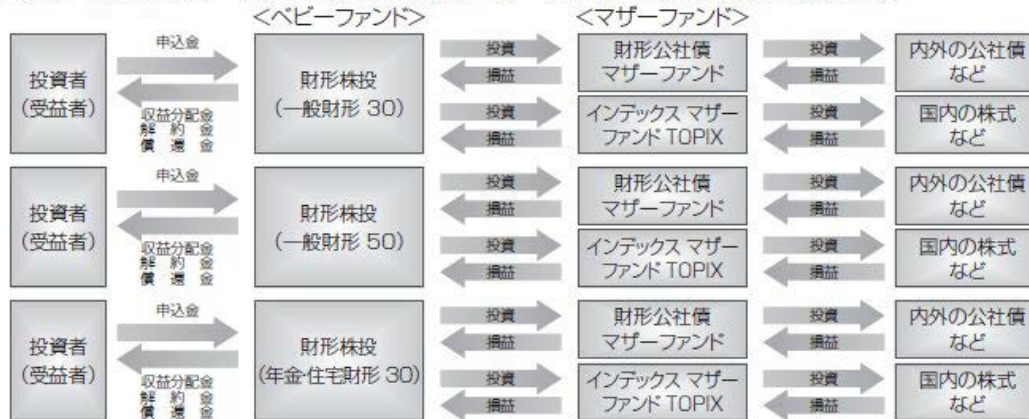 <ベビーファンド>
<マザーファンド>
投資者
(受益者)
申込金
収益分配金
解約金
償還金
財形株投
(一般財形 30)
投資
損益
財形公社債
マザーファンド
投資
損益
内外の公社債
など
投資
損益
インデックス マザー
ファンド TOPIX
投資
損益
国内の株式
など
投資者
(受益者)
申込金
収益分配金
解約金
償還金
財形株投
(一般財形 50)
投資
損益
財形公社債
マザーファンド
投資
損益
内外の公社債
など
投資
損益
インデックス マザー
ファンド TOPIX
投資
損益
国内の株式
など
投資者
(受益者)
申込金
収益分配金
解約金
償還金
財形株投
(年金・住宅財形 30)
投資
損益
財形公社債
マザーファンド
投資
損益
内外の公社債
など
投資
損益
インデックス マザー
ファンド TOPIX
投資
損益
国内の株式
など